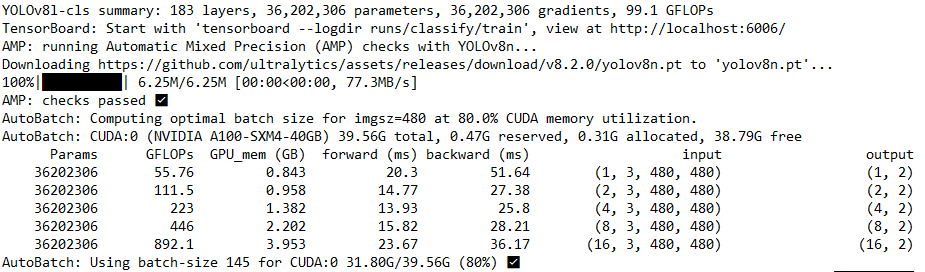 YOLOv8l-cls summary: 183 layers, 36,202,306 parameters, 36,202,306 gradients, 99.1 GFLOPs
TensorBoard: Start with 'tensorboard --logdir runs/classify/train', view at http://localhost:6006/
AMP: running Automatic Mixed Precision (AMP) checks with YOLOv8n...
Downloading https://github.com/ultralytics/assets/releases/download/v8.2.0/yolov8n.pt to 'yolov8n.pt'...
100%|██████████| 6.25M/6.25M [00:00<00:00, 77.3MB/s]
AMP: checks passed ✅
AutoBatch: Computing optimal batch size for imgsz=480 at 80.0% CUDA memory utilization.
AutoBatch: CUDA:0 (NVIDIA A100-SXM4-40GB) 39.56G total, 0.47G reserved, 0.31G allocated, 38.79G free
Params GFLOPs GPU_mem (GB) forward (ms) backward (ms) input output
36202306 55.76 0.843 20.3 51.64 (1, 3, 480, 480) (1, 2)
36202306 111.5 0.958 14.77 27.38 (2, 3, 480, 480) (2, 2)
36202306 223 1.382 13.93 25.8 (4, 3, 480, 480) (4, 2)
36202306 446 2.202 15.82 28.21 (8, 3, 480, 480) (8, 2)
36202306 892.1 3.953 23.67 36.17 (16, 3, 480, 480) (16, 2)
AutoBatch: Using batch-size 145 for CUDA:0 31.80G/39.56G (80%) ✅